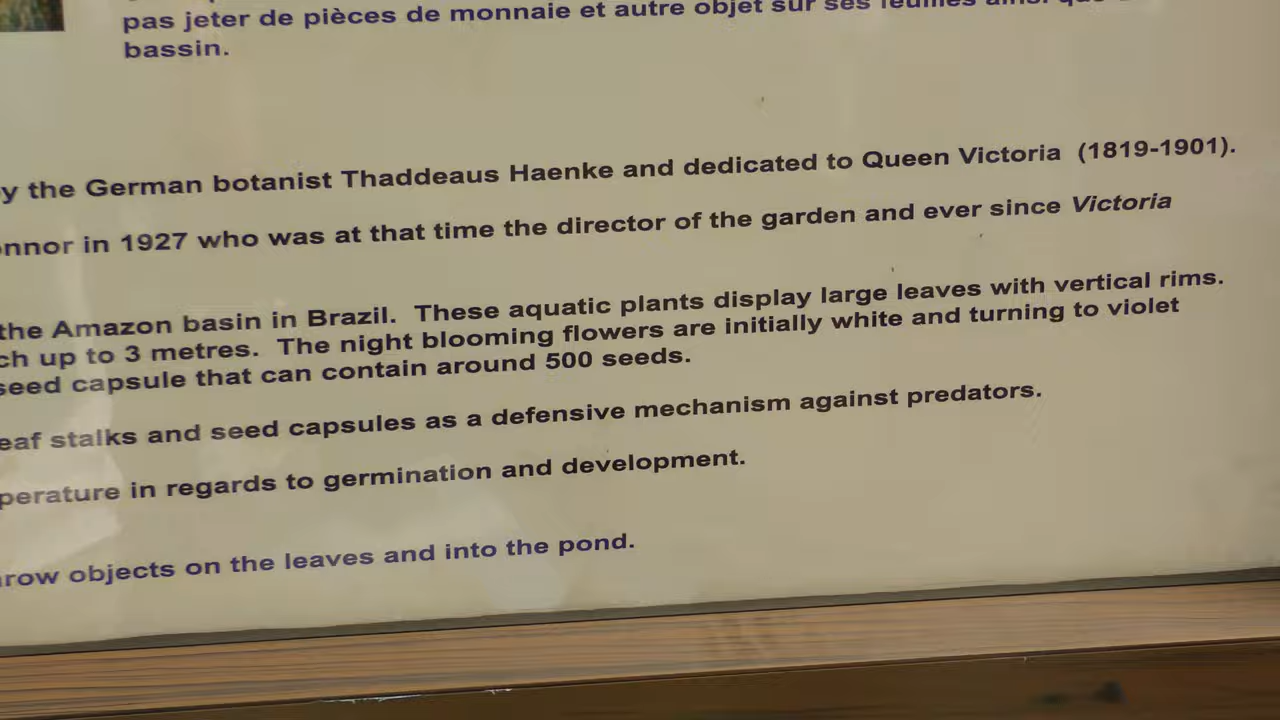 pas jeter de pièces de monnaie et autre objet sur ses feuilles ainsi que
bassin.
by the German botanist Thaddeaus Haenke and dedicated to Queen Victoria (1819-1901).
onnor in 1927 who was at that time the director of the garden and ever since Victoria
the Amazon basin in Brazil. These aquatic plants display large leaves with vertical rims.
ch up to 3 metres. The night blooming flowers are initially white and turning to violet
seed capsule that can contain around 500 seeds.
eaf stalks and seed capsules as a defensive mechanism against predators.
perature in regards to germination and development.
hrow objects on the leaves and into the pond.